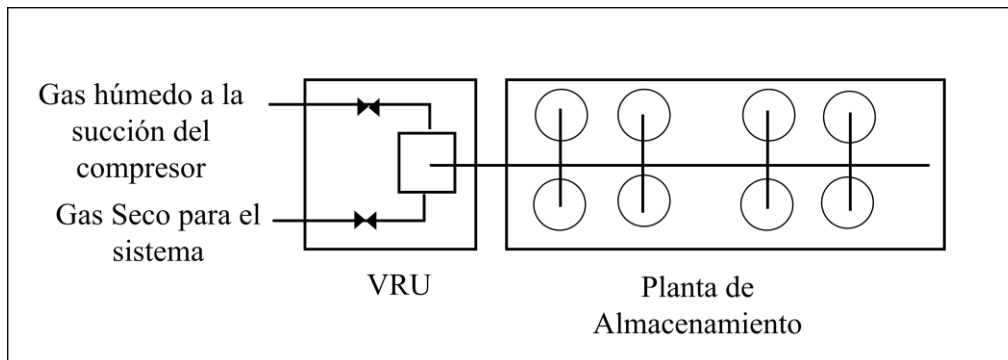 Gas húmedo a la
succión del
compresor
Gas Seco para el
sistema
VRU
Planta de
Almacenamiento